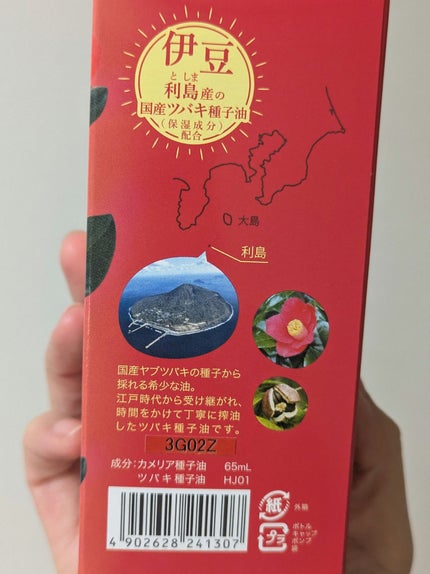 伊豆
としま
利島産の
国産ツバキ種子油
(保湿成分)
配合
大島
利島
国産ヤブツバキの種子から
採れる希少な油。
江戸時代から受け継がれ、
時間をかけて丁寧に搾油
したツバキ種子油です。
3G02Z
成分:カメリア種子油 65mL
ツバキ種子油 HJ01
4 902628 241307
紙 外箱
プラ ボトル
キャップ
ポンプ
袋